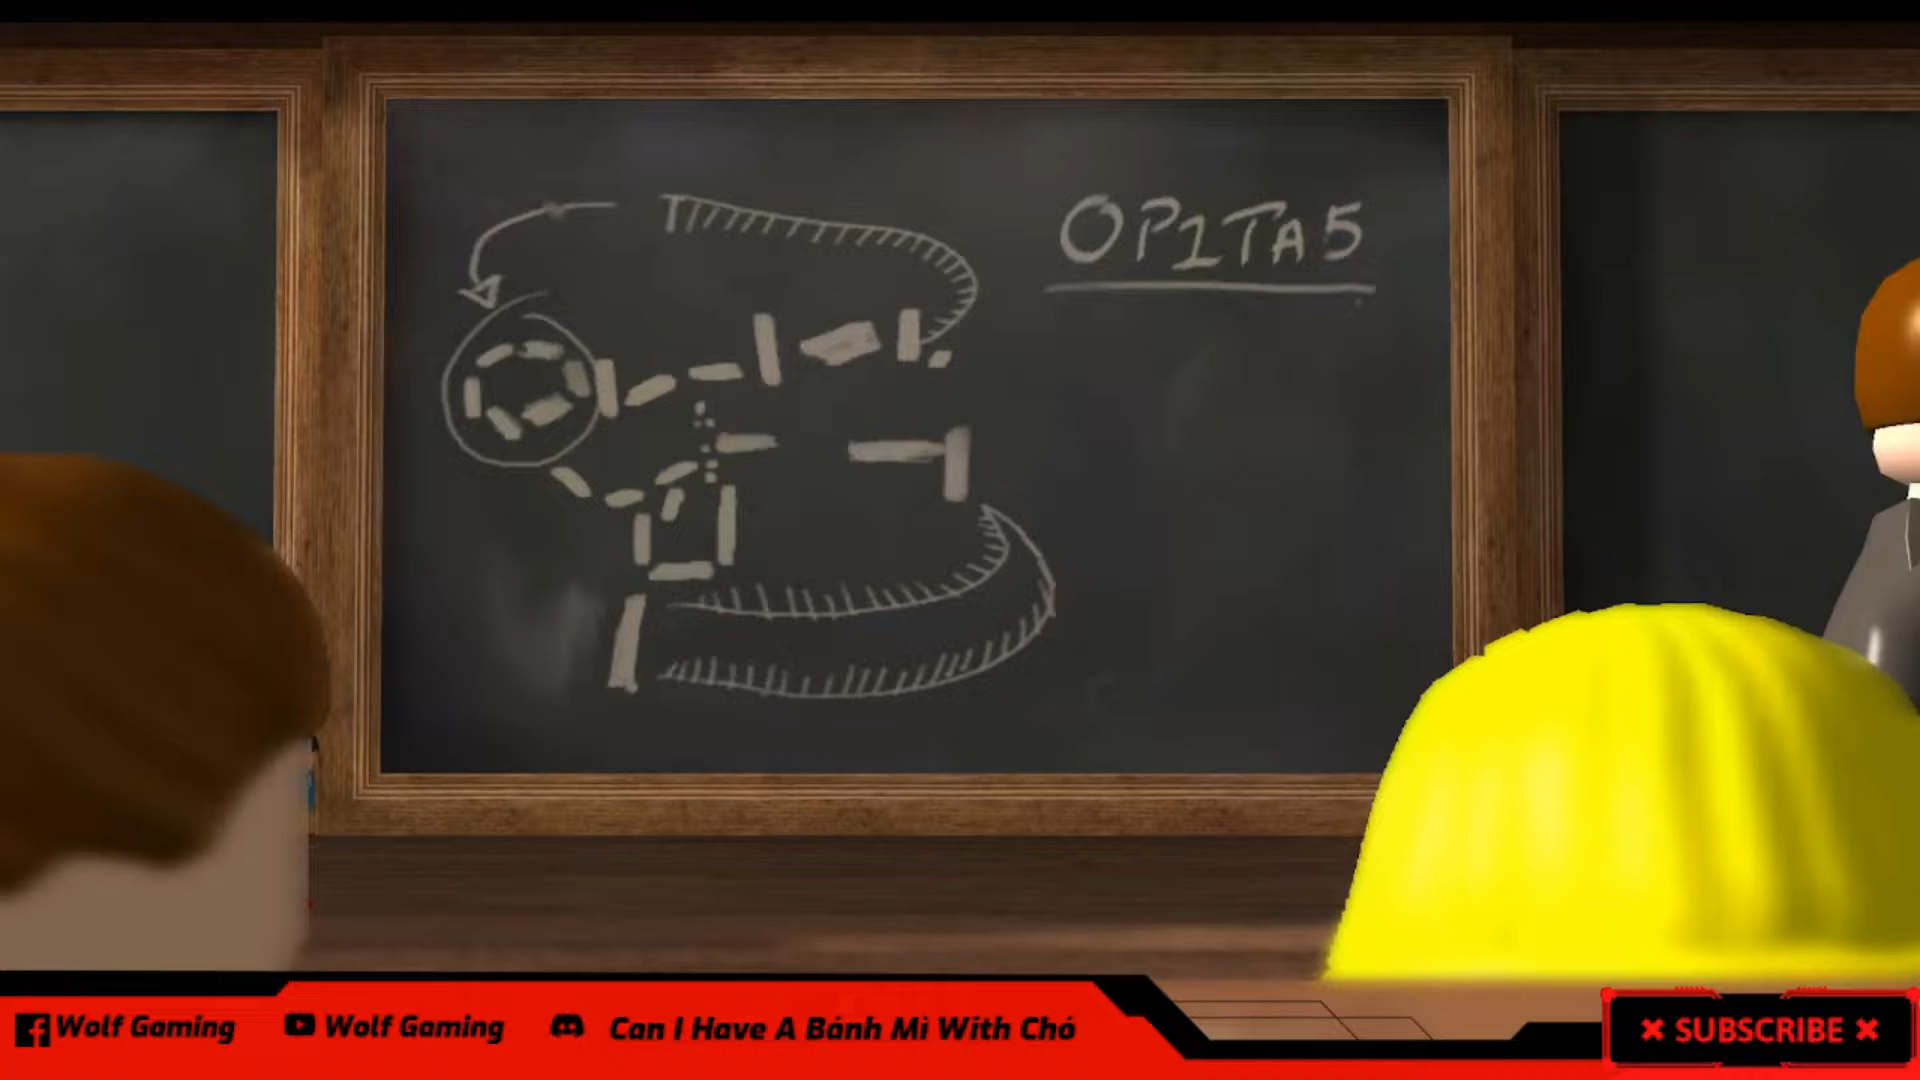 OP1TA5
Wolf Gaming
Wolf Gaming
Can I Have A Bánh Mì With Chó
SUBSCRIBE